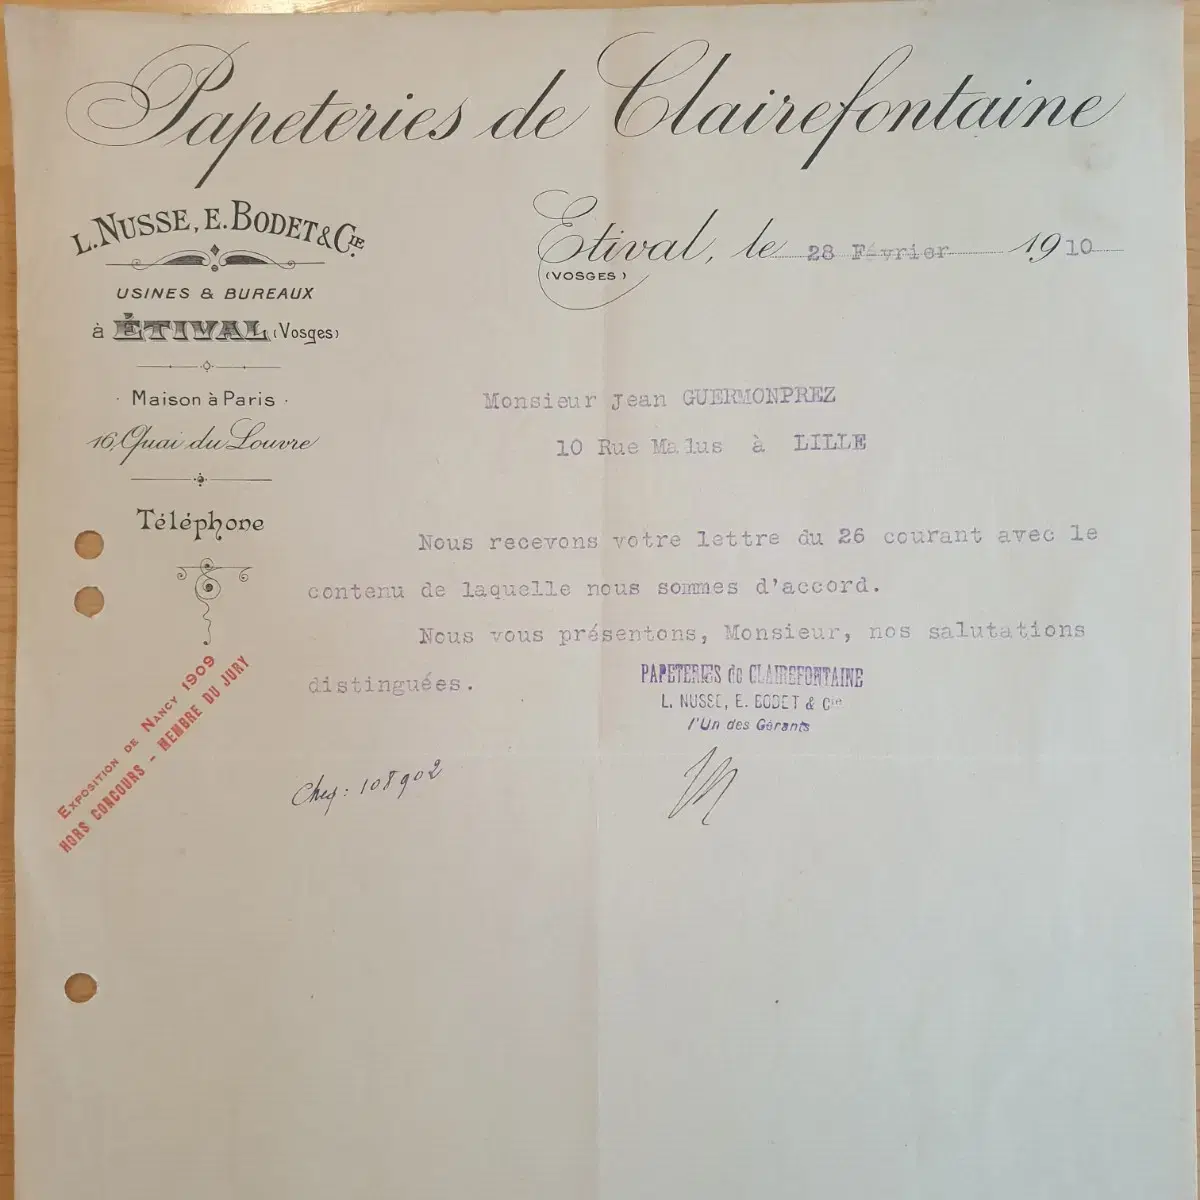 Papeteries de Clairefontaine
L. NUSSE, E. BODET & CIE.
USINES & BUREAUX
à ÉTIVAL (Vosges)
Maison à Paris
16, Quai du Louvre
Téléphone
Etival, le 28 Février 1910
(VOSGES)
Monsieur Jean GUERMONPREZ
10 Rue Malus à LILLE
Nous recevons votre lettre du 26 courant avec le
contenu de laquelle nous sommes d'accord.
Nous vous présentons, Monsieur, nos salutations
distinguées.
PAPETERIES de CLAIREFONTAINE
L. NUSSE, E. BODET & Cie
l'Un des Gérants
EXPOSITION DE NANCY 1909
HORS CONCOURS - MEMBRE DU JURY
108902